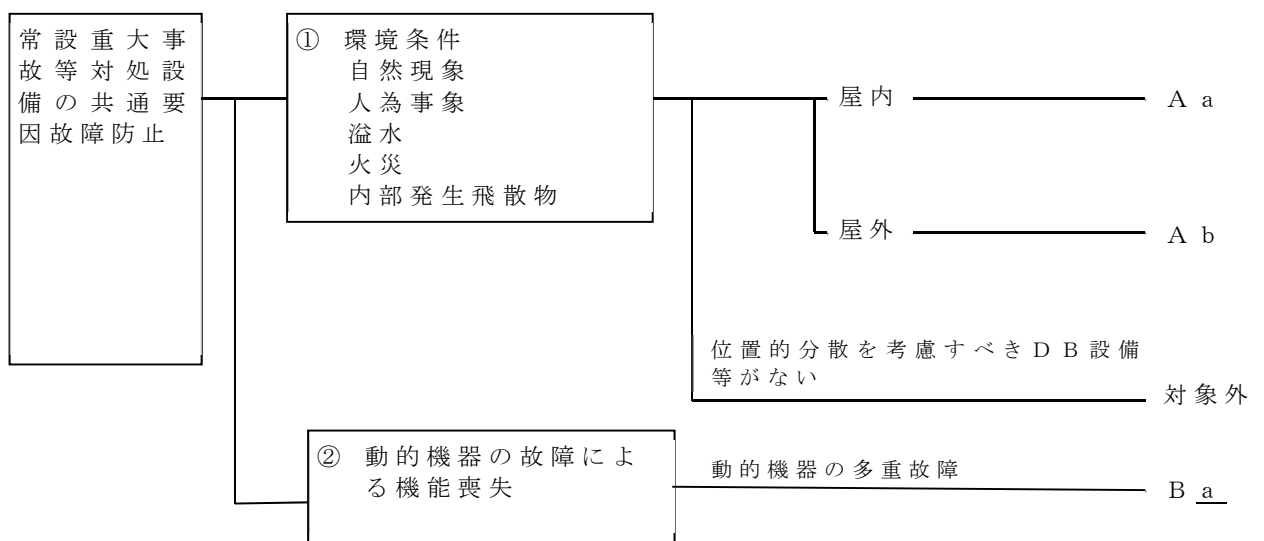 常設重大事
故等対処設
備の共通要
因故障防止
① 環境条件
自然現象
人為事象
溢水
火災
内部発生飛散物
屋内
Aa
屋外
Ab
位置的分散を考慮すべきDB設備
等がない
対象外
② 動的機器の故障によ
る機能喪失
動的機器の多重故障
Ba